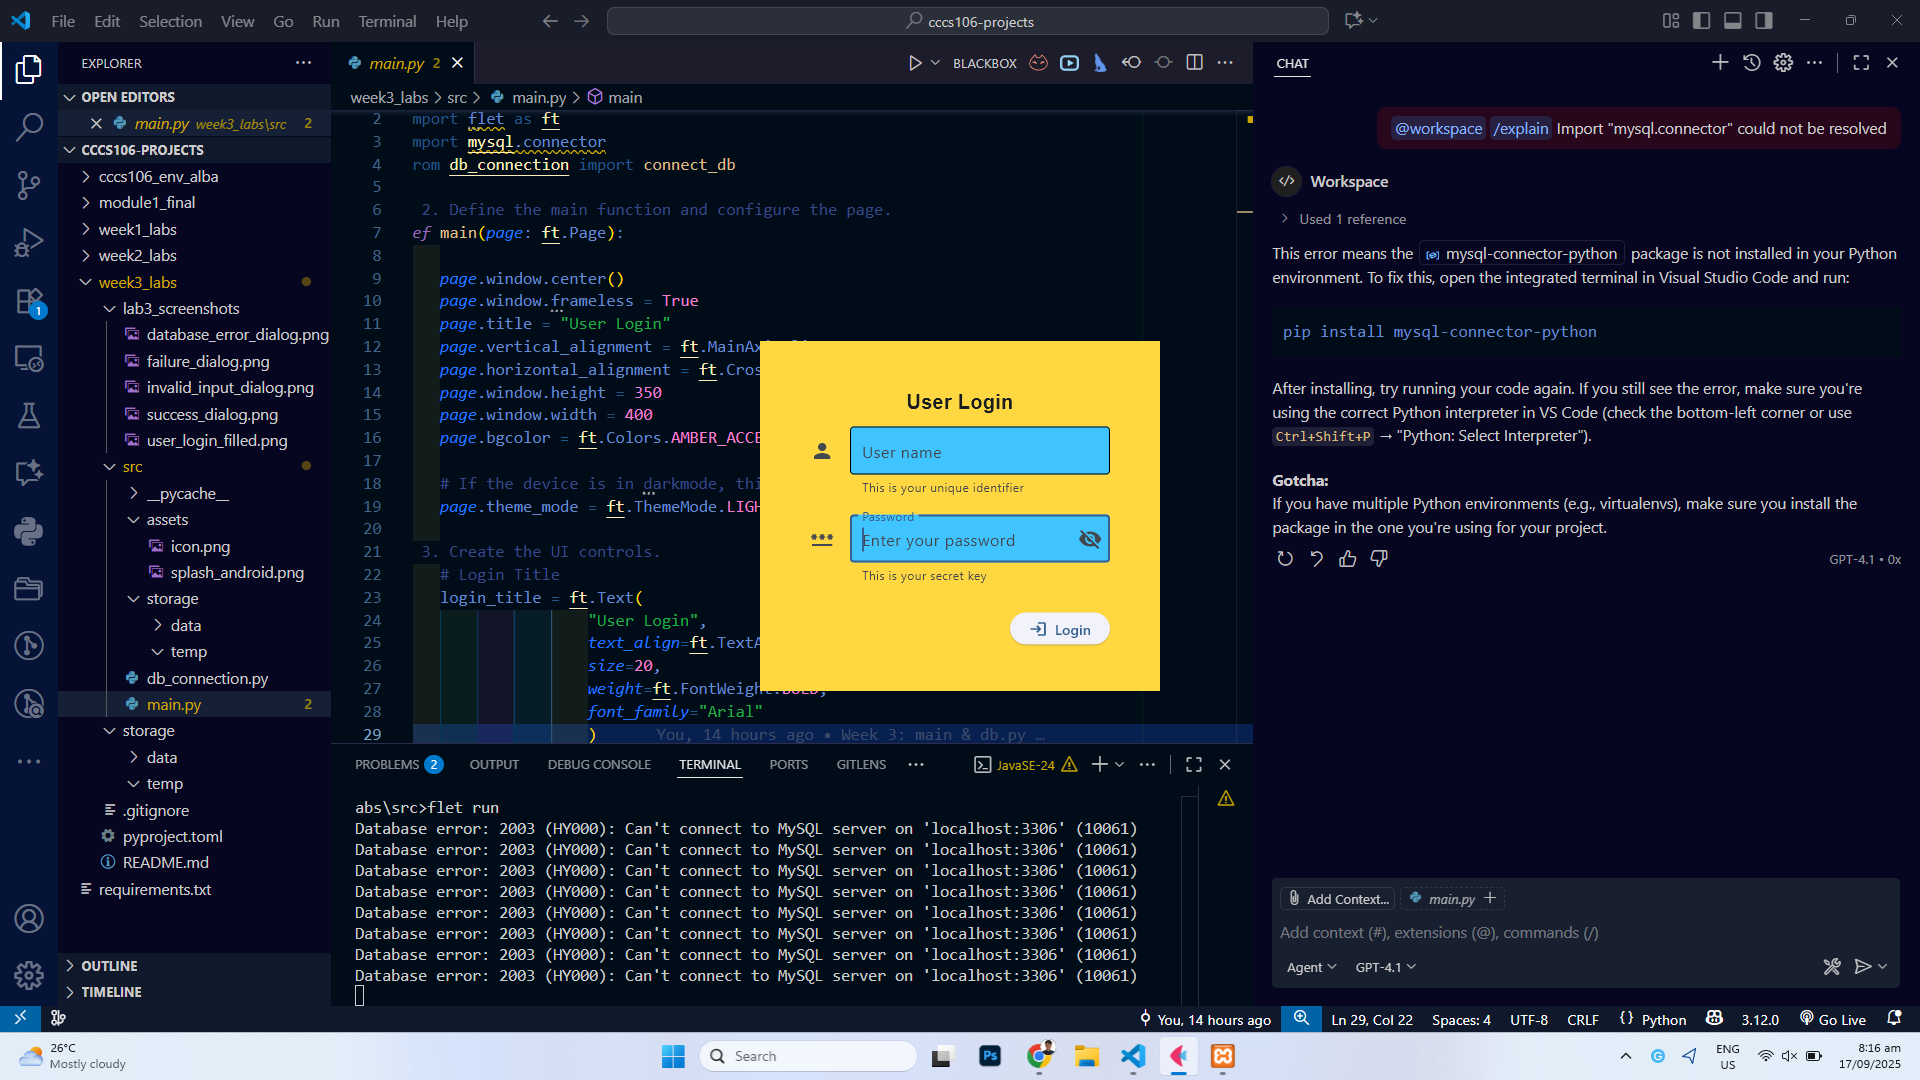 File Edit Selection View Go Run Terminal Help
cccs106-projects
EXPLORER
OPEN EDITORS
main.py week3_labs\src 2
CCCS106-PROJECTS
cccs106_env_alba
module1_final
week1_labs
week2_labs
week3_labs
lab3_screenshots
database_error_dialog.png
failure_dialog.png
invalid_input_dialog.png
success_dialog.png
user_login_filled.png
src
__pycache__
assets
icon.png
splash_android.png
storage
data
temp
db_connection.py
main.py 2
storage
data
temp
.gitignore
pyproject.toml
README.md
requirements.txt
OUTLINE
TIMELINE
main.py 2
BLACKBOX
week3_labs > src > main.py > main
2 mport flet as ft
3 mport mysql.connector
4 rom db_connection import connect_db
5
6 2. Define the main function and configure the page.
7 ef main(page: ft.Page):
8
9 page.window.center()
10 page.window.frameless = True
11 page.title = "User Login"
12 page.vertical_alignment = ft.MainAx
13 page.horizontal_alignment = ft.Cros
14 page.window.height = 350
15 page.window.width = 400
16 page.bgcolor = ft.Colors.AMBER_ACCE
17
18 # If the device is in darkmode, thi
19 page.theme_mode = ft.ThemeMode.LIGH
20
21 3. Create the UI controls.
22 # Login Title
23 login_title = ft.Text(
24 "User Login",
25 text_align=ft.TextA
26 size=20,
27 weight=ft.FontWeight.BOLD,
28 font_family="Arial"
29 ) You, 14 hours ago • Week 3: main & db.py …
User Login
User name
This is your unique identifier
Password
Enter your password
This is your secret key
Login
PROBLEMS 2 OUTPUT DEBUG CONSOLE TERMINAL PORTS GITLENS
JavaSE-24
abs\src>flet run
Database error: 2003 (HY000): Can't connect to MySQL server on 'localhost:3306' (10061)
Database error: 2003 (HY000): Can't connect to MySQL server on 'localhost:3306' (10061)
Database error: 2003 (HY000): Can't connect to MySQL server on 'localhost:3306' (10061)
Database error: 2003 (HY000): Can't connect to MySQL server on 'localhost:3306' (10061)
Database error: 2003 (HY000): Can't connect to MySQL server on 'localhost:3306' (10061)
Database error: 2003 (HY000): Can't connect to MySQL server on 'localhost:3306' (10061)
Database error: 2003 (HY000): Can't connect to MySQL server on 'localhost:3306' (10061)
Database error: 2003 (HY000): Can't connect to MySQL server on 'localhost:3306' (10061)
CHAT
@workspace /explain Import "mysql.connector" could not be resolved
Workspace
Used 1 reference
This error means the mysql-connector-python package is not installed in your Python
environment. To fix this, open the integrated terminal in Visual Studio Code and run:
pip install mysql-connector-python
After installing, try running your code again. If you still see the error, make sure you're
using the correct Python interpreter in VS Code (check the bottom-left corner or use
Ctrl+Shift+P → "Python: Select Interpreter").
Gotcha:
If you have multiple Python environments (e.g., virtualenvs), make sure you install the
package in the one you're using for your project.
GPT-4.1 • 0x
Add Context... main.py
Add context (#), extensions (@), commands (/)
Agent GPT-4.1
1
You, 14 hours ago Ln 29, Col 22 Spaces: 4 UTF-8 CRLF {} Python 3.12.0 Go Live
26°C
Mostly cloudy
Search
Ps
ENG
US
8:16 am
17/09/2025